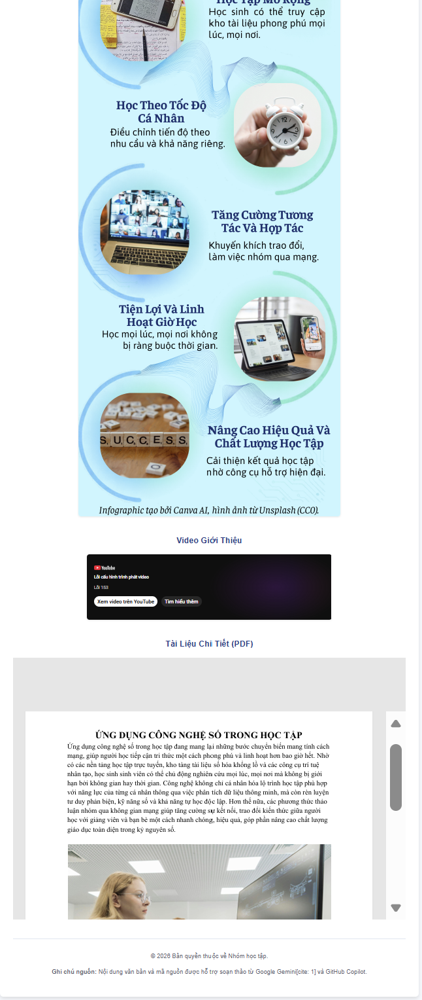 Học Tập Mở Rộng
Học sinh có thể truy cập
kho tài liệu phong phú mọi
lúc, mọi nơi.
Học Theo Tốc Độ
Cá Nhân
Điều chỉnh tiến độ theo
nhu cầu và khả năng riêng.
Tăng Cường Tương
Tác Và Hợp Tác
Khuyến khích trao đổi,
làm việc nhóm qua mạng.
Tiện Lợi Và Linh
Hoạt Giờ Học
Học mọi lúc, mọi nơi không
bị ràng buộc thời gian.
S U C C E S S
Nâng Cao Hiệu Quả Và
Chất Lượng Học Tập
Cải thiện kết quả học tập
nhờ công cụ hỗ trợ hiện đại.
Infographic tạo bởi Canva AI, hình ảnh từ Unsplash (CC0).
Video Giới Thiệu
YouTube
Lỗi cấu hình trình phát video
Lỗi 153
Xem video trên YouTube
Tìm hiểu thêm
Tài Liệu Chi Tiết (PDF)
ỨNG DỤNG CÔNG NGHỆ SỐ TRONG HỌC TẬP
Ứng dụng công nghệ số trong học tập đang mang lại những bước chuyển biến mang tính cách
mạng, giúp người học tiếp cận tri thức một cách phong phú và linh hoạt hơn bao giờ hết. Nhờ
có các nền tảng học tập trực tuyến, kho tàng tài liệu số hóa khổng lồ và các công cụ trí tuệ
nhân tạo, học sinh sinh viên có thể chủ động nghiên cứu mọi lúc, mọi nơi mà không bị giới
hạn bởi không gian hay thời gian. Công nghệ không chỉ cá nhân hóa lộ trình học tập phù hợp
với năng lực của từng cá nhân thông qua việc phân tích dữ liệu thông minh, mà còn rèn luyện
tư duy phản biện, kỹ năng số và khả năng tự học độc lập. Hơn thế nữa, các phương thức thảo
luận nhóm qua không gian mạng giúp tăng cường sự kết nối, trao đổi kiến thức giữa người
học với giảng viên và bạn bè một cách nhanh chóng, hiệu quả, góp phần nâng cao chất lượng
giáo dục toàn diện trong kỷ nguyên số.
© 2026 Bản quyền thuộc về Nhóm học tập.
Ghi chú nguồn: Nội dung văn bản và mã nguồn được hỗ trợ soạn thảo từ Google Gemini[cite: 1] và GitHub Copilot.